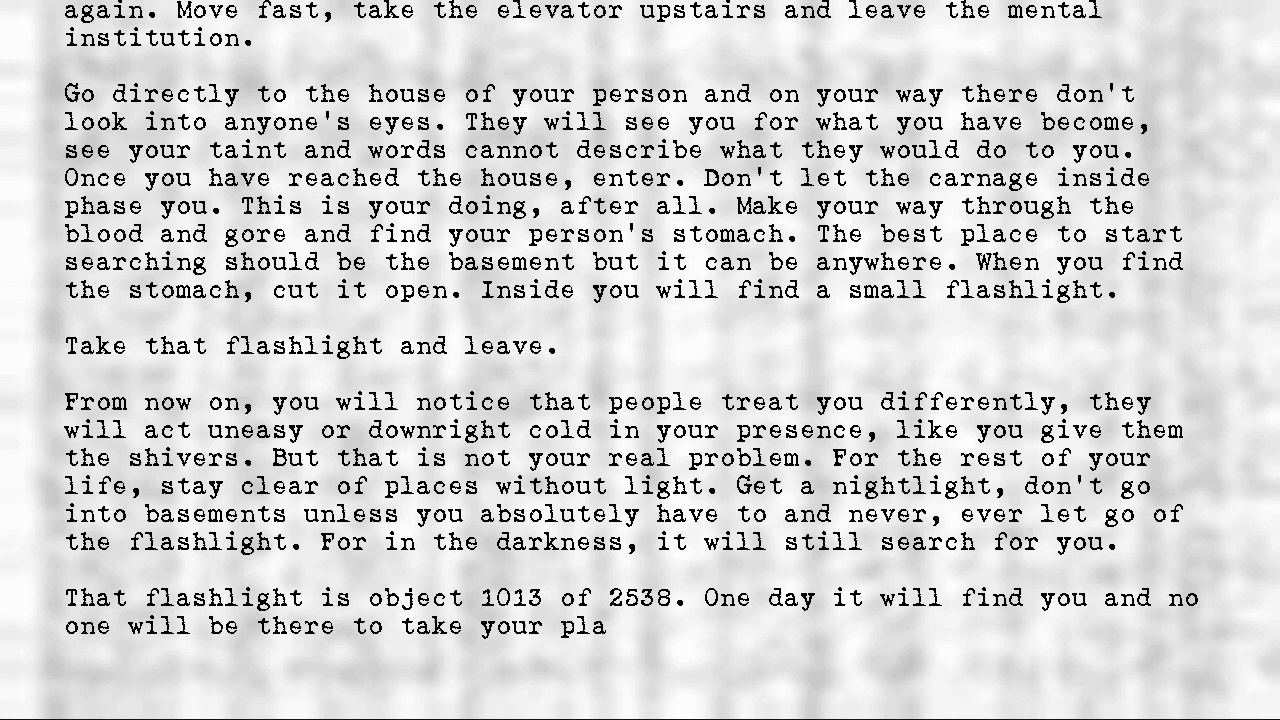 again. Move fast, take the elevator upstairs and leave the mental
institution.
Go directly to the house of your person and on your way there don't
look into anyone's eyes. They will see you for what you have become,
see your taint and words cannot describe what they would do to you.
Once you have reached the house, enter. Don't let the carnage inside
phase you. This is your doing, after all. Make your way through the
blood and gore and find your person's stomach. The best place to start
searching should be the basement but it can be anywhere. When you find
the stomach, cut it open. Inside you will find a small flashlight.
Take that flashlight and leave.
From now on, you will notice that people treat you differently, they
will act uneasy or downright cold in your presence, like you give them
the shivers. But that is not your real problem. For the rest of your
life, stay clear of places without light. Get a nightlight, don't go
into basements unless you absolutely have to and never, ever let go of
the flashlight. For in the darkness, it will still search for you.
That flashlight is object 1013 of 2538. One day it will find you and no
one will be there to take your pla